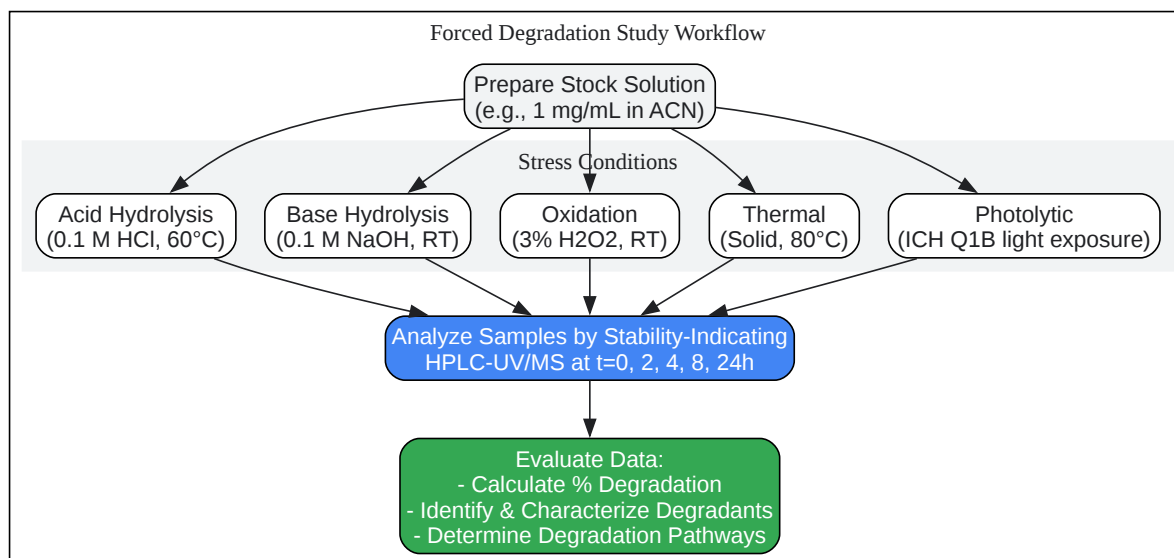 Forced Degradation Study Workflow
Prepare Stock Solution
(e.g., 1 mg/mL in ACN)
Stress Conditions
Acid Hydrolysis
(0.1 M HCl, 60°C)
Base Hydrolysis
(0.1 M NaOH, RT)
Oxidation
(3% H2O2, RT)
Thermal
(Solid, 80°C)
Photolytic
(ICH Q1B light exposure)
Analyze Samples by Stability-Indicating
HPLC-UV/MS at t=0, 2, 4, 8, 24h
Evaluate Data:
- Calculate % Degradation
- Identify & Characterize Degradants
- Determine Degradation Pathways